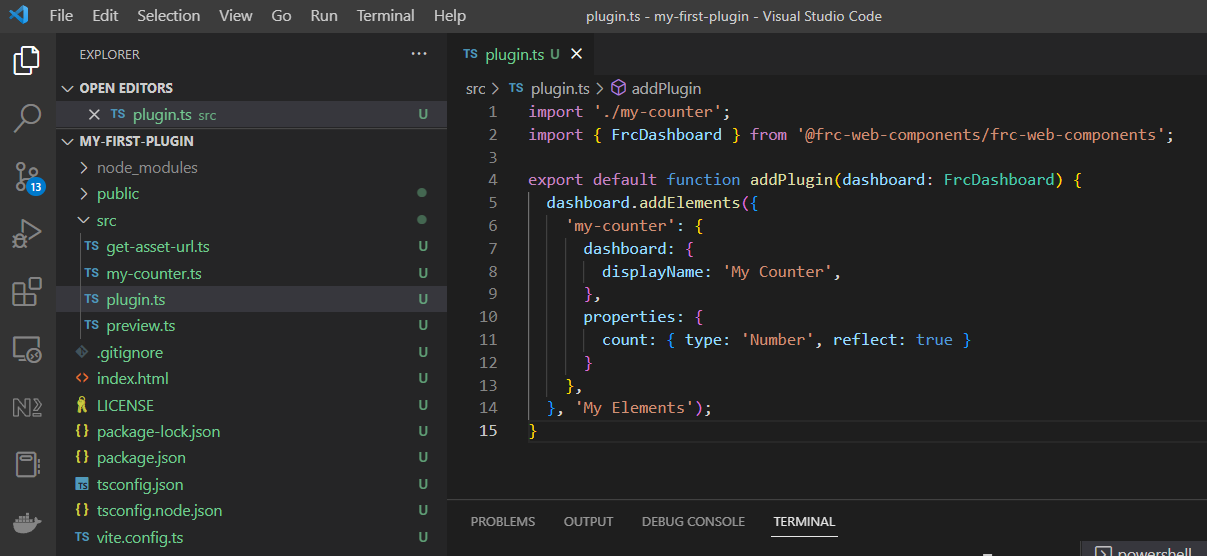 File Edit Selection View Go Run Terminal Help
plugin.ts - my-first-plugin - Visual Studio Code
EXPLORER ···
OPEN EDITORS
TS plugin.ts src U
MY-FIRST-PLUGIN
node_modules
public
src
TS get-asset-url.ts U
TS my-counter.ts U
TS plugin.ts U
TS preview.ts U
.gitignore U
index.html U
LICENSE U
{} package-lock.json U
{} package.json U
TS tsconfig.json U
{} tsconfig.node.json U
TS vite.config.ts U
13
N2
TS plugin.ts U
src > TS plugin.ts > addPlugin
1 import './my-counter';
2 import { FrcDashboard } from '@frc-web-components/frc-web-components';
3
4 export default function addPlugin(dashboard: FrcDashboard) {
5 dashboard.addElements({
6 'my-counter': {
7 dashboard: {
8 displayName: 'My Counter',
9 },
10 properties: {
11 count: { type: 'Number', reflect: true }
12 }
13 },
14 }, 'My Elements');
15 }
PROBLEMS OUTPUT DEBUG CONSOLE TERMINAL
powershell